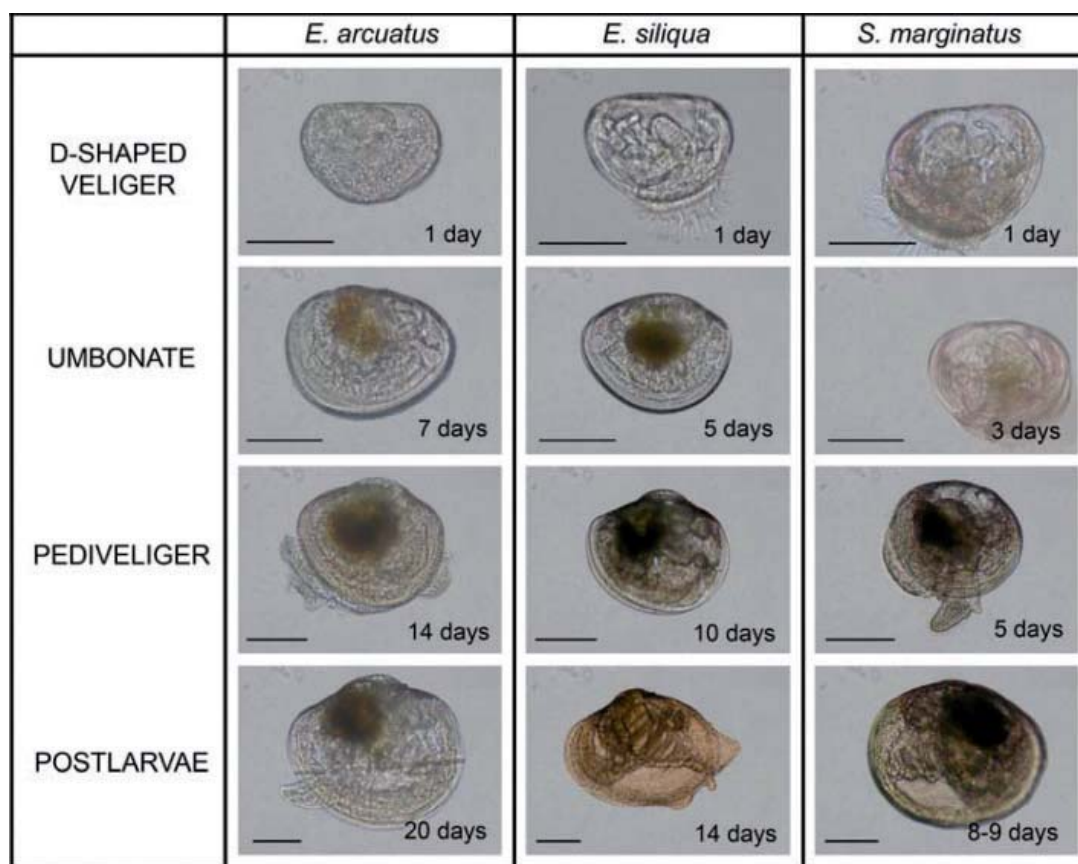 E. arcuatus E. siliqua S. marginatus
D-SHAPED
VELIGER
1 day 1 day 1 day
UMBONATE
7 days 5 days 3 days
PEDIVELIGER
14 days 10 days 5 days
POSTLARVAE
20 days 14 days 8-9 days